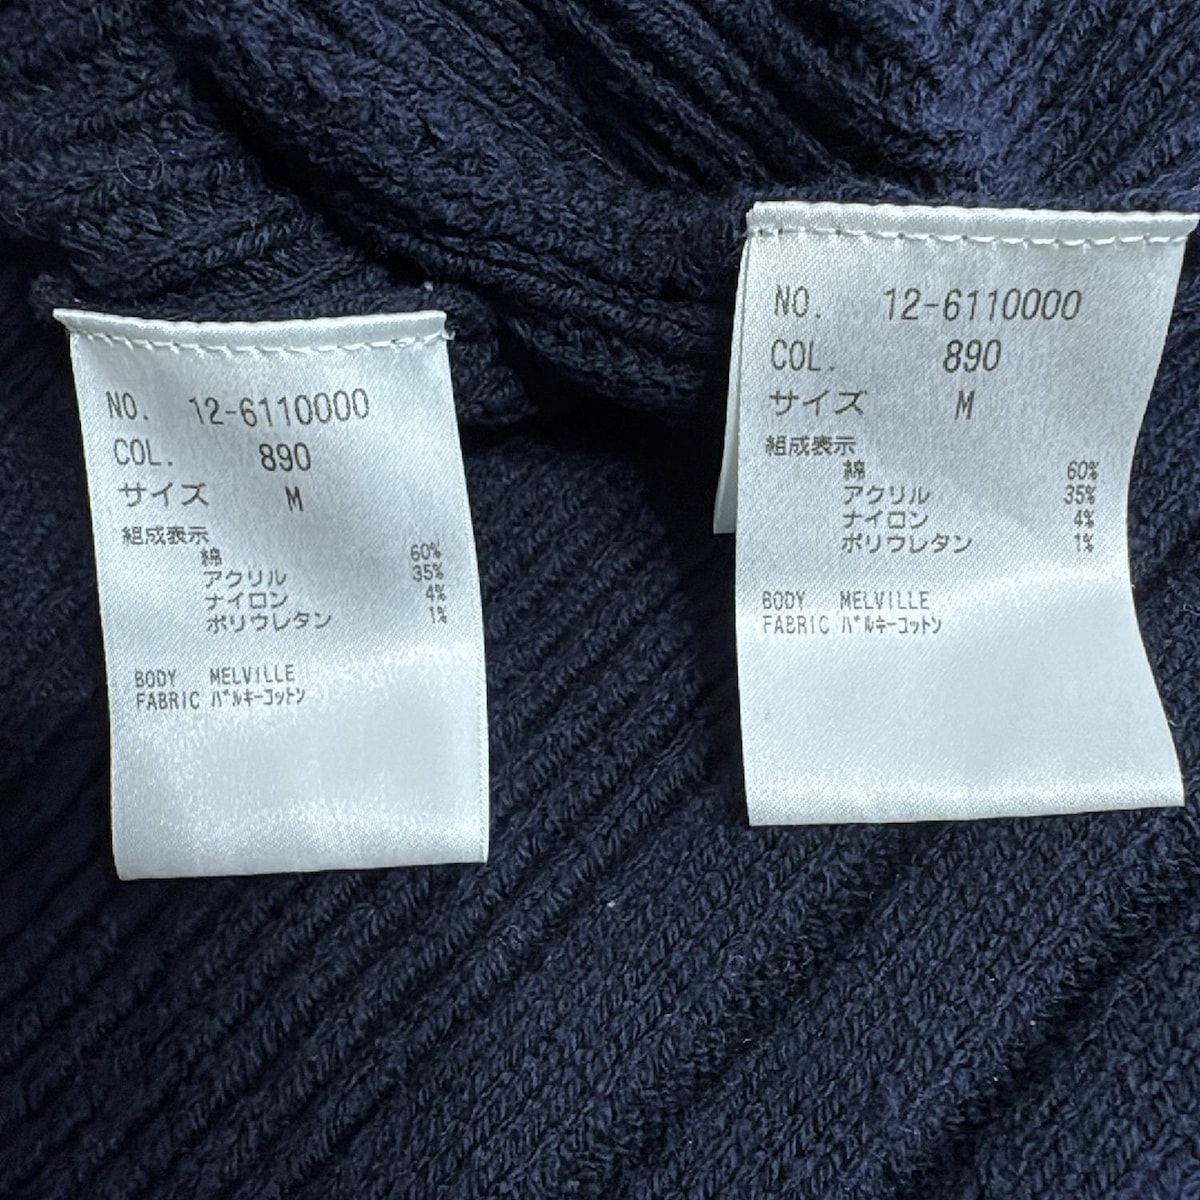 NO. 12-6110000
COL. 890
サイズ M
組成表示
綿 60%
アクリル 35%
ナイロン 4%
ポリウレタン 1%
BODY MELVILLE
FABRIC ﾊﾞﾙｷｰｺｯﾄﾝ
NO. 12-6110000
COL. 890
サイズ M
組成表示
綿 60%
アクリル 35%
ナイロン 4%
ポリウレタン 1%
BODY MELVILLE
FABRIC ﾊﾞﾙｷｰｺｯﾄﾝ